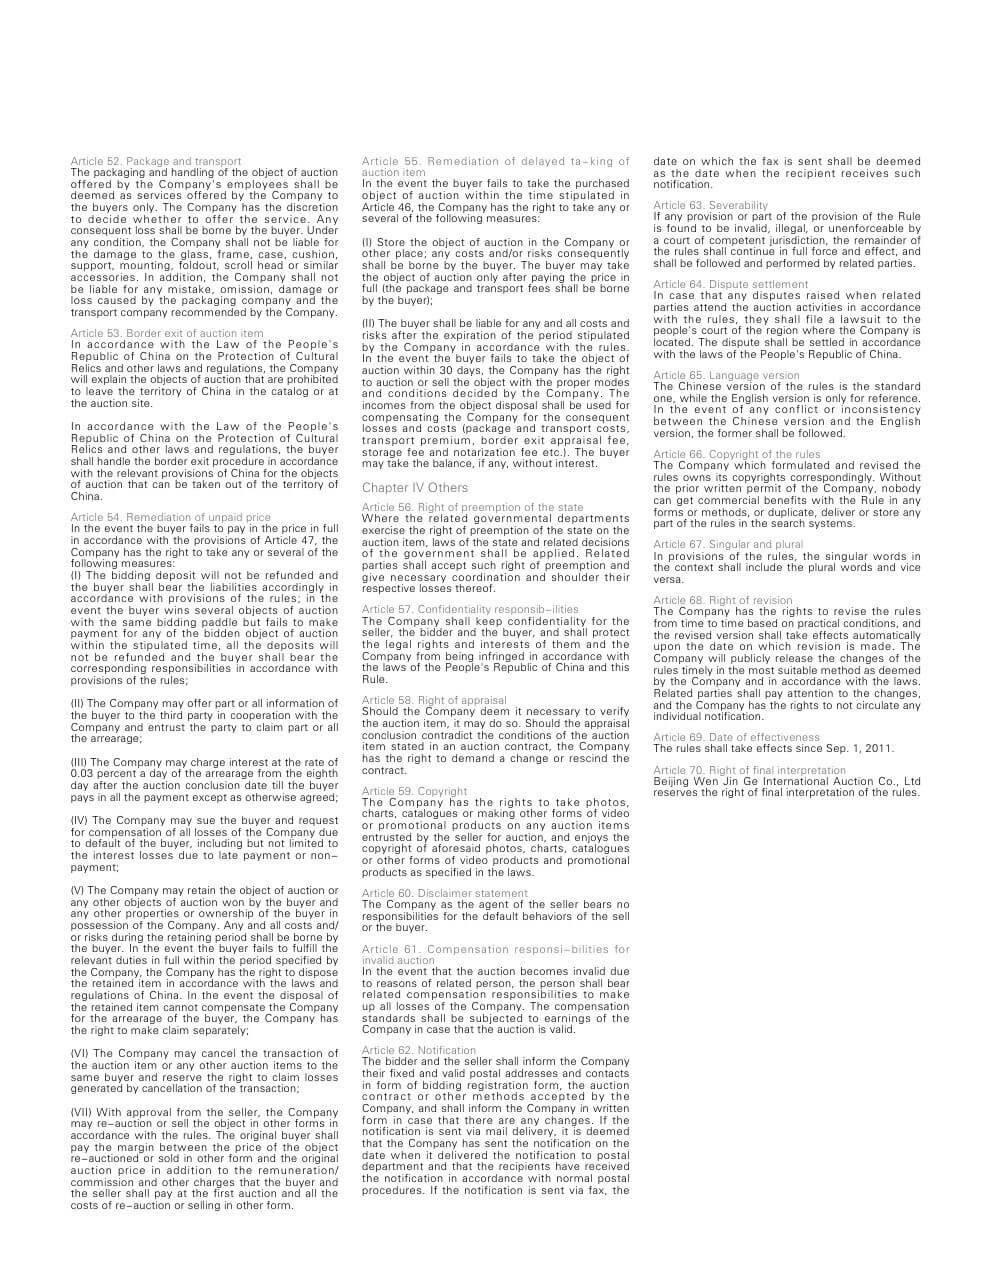 Article 52. Package and transport
The packaging and handling of the object of auction
offered by the Company's employees shall be
deemed as services offered by the Company to
the buyers only. The Company has the discretion
to decide whether to offer the service. Any
consequent loss shall be borne by the buyer. Under
any condition, the Company shall not be liable for
the damage to the glass, frame, case, cushion,
support, mounting, foldout, scroll head or similar
accessories. In addition, the Company shall not
be liable for any mistake, omission, damage or
loss caused by the packaging company and the
transport company recommended by the Company.
Article 53. Border exit of auction item
In accordance with the Law of the People's
Republic of China on the Protection of Cultural
Relics and other laws and regulations, the Company
will explain the objects of auction that are prohibited
to leave the territory of China in the catalog or at
the auction site.
In accordance with the Law of the People's
Republic of China on the Protection of Cultural
Relics and other laws and regulations, the buyer
shall handle the border exit procedure in accordance
with the relevant provisions of China for the objects
of auction that can be taken out of the territory of
China.
Article 54. Remediation of unpaid price
In the event the buyer fails to pay in the price in full
in accordance with the provisions of Article 47, the
Company has the right to take any or several of the
following measures:
(I) The bidding deposit will not be refunded and
the buyer shall bear the liabilities accordingly in
accordance with provisions of the rules; in the
event the buyer wins several objects of auction
with the same bidding paddle but fails to make
payment for any of the bidden object of auction
within the stipulated time, all the deposits will
not be refunded and the buyer shall bear the
corresponding responsibilities in accordance with
provisions of the rules;
(II) The Company may offer part or all information of
the buyer to the third party in cooperation with the
Company and entrust the party to claim part or all
the arrearage;
(III) The Company may charge interest at the rate of
0.03 percent a day of the arrearage from the eighth
day after the auction conclusion date till the buyer
pays in all the payment except as otherwise agreed;
(IV) The Company may sue the buyer and request
for compensation of all losses of the Company due
to default of the buyer, including but not limited to
the interest losses due to late payment or non–
payment;
(V) The Company may retain the object of auction or
any other objects of auction won by the buyer and
any other properties or ownership of the buyer in
possession of the Company. Any and all costs and/
or risks during the retaining period shall be borne by
the buyer. In the event the buyer fails to fulfill the
relevant duties in full within the period specified by
the Company, the Company has the right to dispose
the retained item in accordance with the laws and
regulations of China. In the event the disposal of
the retained item cannot compensate the Company
for the arrearage of the buyer, the Company has
the right to make claim separately;
(VI) The Company may cancel the transaction of
the auction item or any other auction items to the
same buyer and reserve the right to claim losses
generated by cancellation of the transaction;
(VII) With approval from the seller, the Company
may re–auction or sell the object in other forms in
accordance with the rules. The original buyer shall
pay the margin between the price of the object
re–auctioned or sold in other form and the original
auction price in addition to the remuneration/
commission and other charges that the buyer and
the seller shall pay at the first auction and all the
costs of re–auction or selling in other form.
Article 55. Remediation of delayed ta–king of
auction item
In the event the buyer fails to take the purchased
object of auction within the time stipulated in
Article 46, the Company has the right to take any or
several of the following measures:
(I) Store the object of auction in the Company or
other place; any costs and/or risks consequently
shall be borne by the buyer. The buyer may take
the object of auction only after paying the price in
full (the package and transport fees shall be borne
by the buyer);
(II) The buyer shall be liable for any and all costs and
risks after the expiration of the period stipulated
by the Company in accordance with the rules.
In the event the buyer fails to take the object of
auction within 30 days, the Company has the right
to auction or sell the object with the proper modes
and conditions decided by the Company. The
incomes from the object disposal shall be used for
compensating the Company for the consequent
losses and costs (package and transport costs,
transport premium, border exit appraisal fee,
storage fee and notarization fee etc.). The buyer
may take the balance, if any, without interest.
Chapter IV Others
Article 56. Right of preemption of the state
Where the related governmental departments
exercise the right of preemption of the state on the
auction item, laws of the state and related decisions
of the government shall be applied. Related
parties shall accept such right of preemption and
give necessary coordination and shoulder their
respective losses thereof.
Article 57. Confidentiality responsib–ilities
The Company shall keep confidentiality for the
seller, the bidder and the buyer, and shall protect
the legal rights and interests of them and the
Company from being infringed in accordance with
the laws of the People's Republic of China and this
Rule.
Article 58. Right of appraisal
Should the Company deem it necessary to verify
the auction item, it may do so. Should the appraisal
conclusion contradict the conditions of the auction
item stated in an auction contract, the Company
has the right to demand a change or rescind the
contract.
Article 59. Copyright
The Company has the rights to take photos,
charts, catalogues or making other forms of video
or promotional products on any auction items
entrusted by the seller for auction, and enjoys the
copyright of aforesaid photos, charts, catalogues
or other forms of video products and promotional
products as specified in the laws.
Article 60. Disclaimer statement
The Company as the agent of the seller bears no
responsibilities for the default behaviors of the sell
or the buyer.
Article 61. Compensation responsi–bilities for
invalid auction
In the event that the auction becomes invalid due
to reasons of related person, the person shall bear
related compensation responsibilities to make
up all losses of the Company. The compensation
standards shall be subjected to earnings of the
Company in case that the auction is valid.
Article 62. Notification
The bidder and the seller shall inform the Company
their fixed and valid postal addresses and contacts
in form of bidding registration form, the auction
contract or other methods accepted by the
Company, and shall inform the Company in written
form in case that there are any changes. If the
notification is sent via mail delivery, it is deemed
that the Company has sent the notification on the
date when it delivered the notification to postal
department and that the recipients have received
the notification in accordance with normal postal
procedures. If the notification is sent via fax, the
date on which the fax is sent shall be deemed
as the date when the recipient receives such
notification.
Article 63. Severability
If any provision or part of the provision of the Rule
is found to be invalid, illegal, or unenforceable by
a court of competent jurisdiction, the remainder of
the rules shall continue in full force and effect, and
shall be followed and performed by related parties.
Article 64. Dispute settlement
In case that any disputes raised when related
parties attend the auction activities in accordance
with the rules, they shall file a lawsuit to the
people's court of the region where the Company is
located. The dispute shall be settled in accordance
with the laws of the People's Republic of China.
Article 65. Language version
The Chinese version of the rules is the standard
one, while the English version is only for reference.
In the event of any conflict or inconsistency
between the Chinese version and the English
version, the former shall be followed.
Article 66. Copyright of the rules
The Company which formulated and revised the
rules owns its copyrights correspondingly. Without
the prior written permit of the Company, nobody
can get commercial benefits with the Rule in any
forms or methods, or duplicate, deliver or store any
part of the rules in the search systems.
Article 67. Singular and plural
In provisions of the rules, the singular words in
the context shall include the plural words and vice
versa.
Article 68. Right of revision
The Company has the rights to revise the rules
from time to time based on practical conditions, and
the revised version shall take effects automatically
upon the date on which revision is made. The
Company will publicly release the changes of the
rules timely in the most suitable method as deemed
by the Company and in accordance with the laws.
Related parties shall pay attention to the changes,
and the Company has the rights to not circulate any
individual notification.
Article 69. Date of effectiveness
The rules shall take effects since Sep. 1, 2011.
Article 70. Right of final interpretation
Beijing Wen Jin Ge International Auction Co., Ltd
reserves the right of final interpretation of the rules.